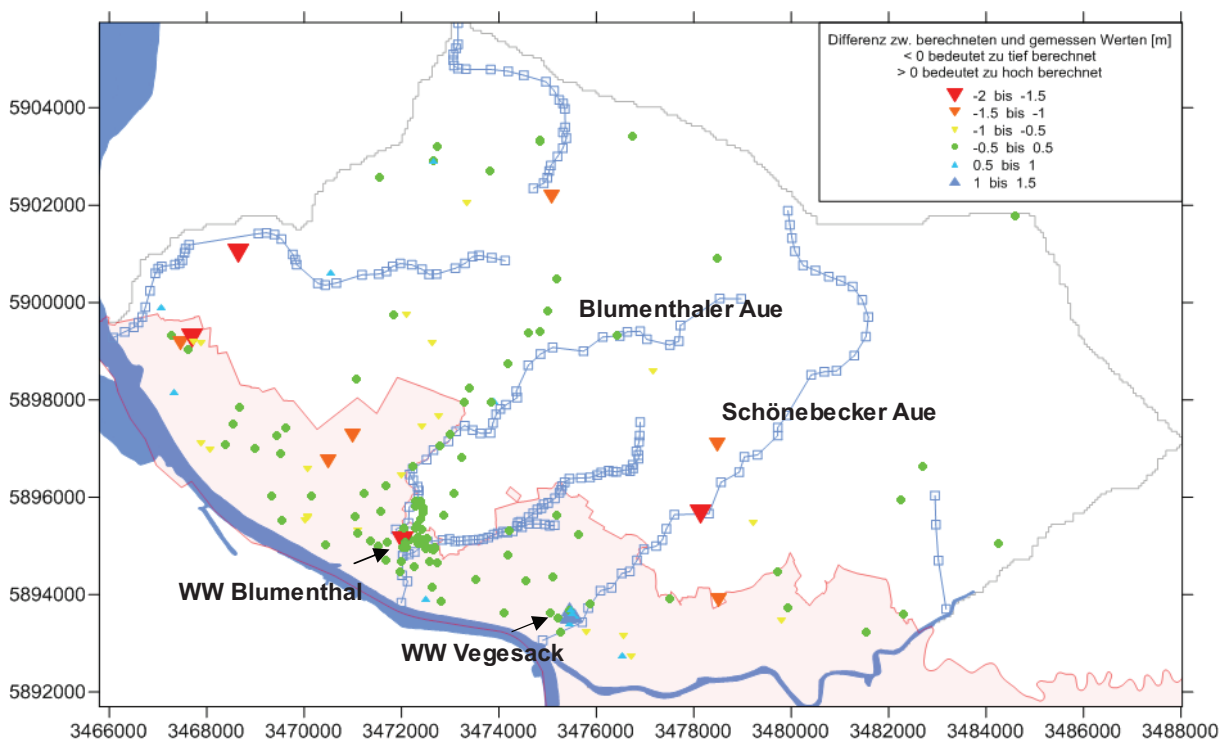 Differenz zw. berechneten und gemessen Werten [m]
< 0 bedeutet zu tief berechnet
> 0 bedeutet zu hoch berechnet
-2 bis -1.5
-1.5 bis -1
-1 bis -0.5
-0.5 bis 0.5
0.5 bis 1
1 bis 1.5
5904000
5902000
5900000
5898000
5896000
5894000
5892000
Blumenthaler Aue
Schönebecker Aue
WW Blumenthal
WW Vegesack
3466000 3468000 3470000 3472000 3474000 3476000 3478000 3480000 3482000 3484000 3486000 3488000